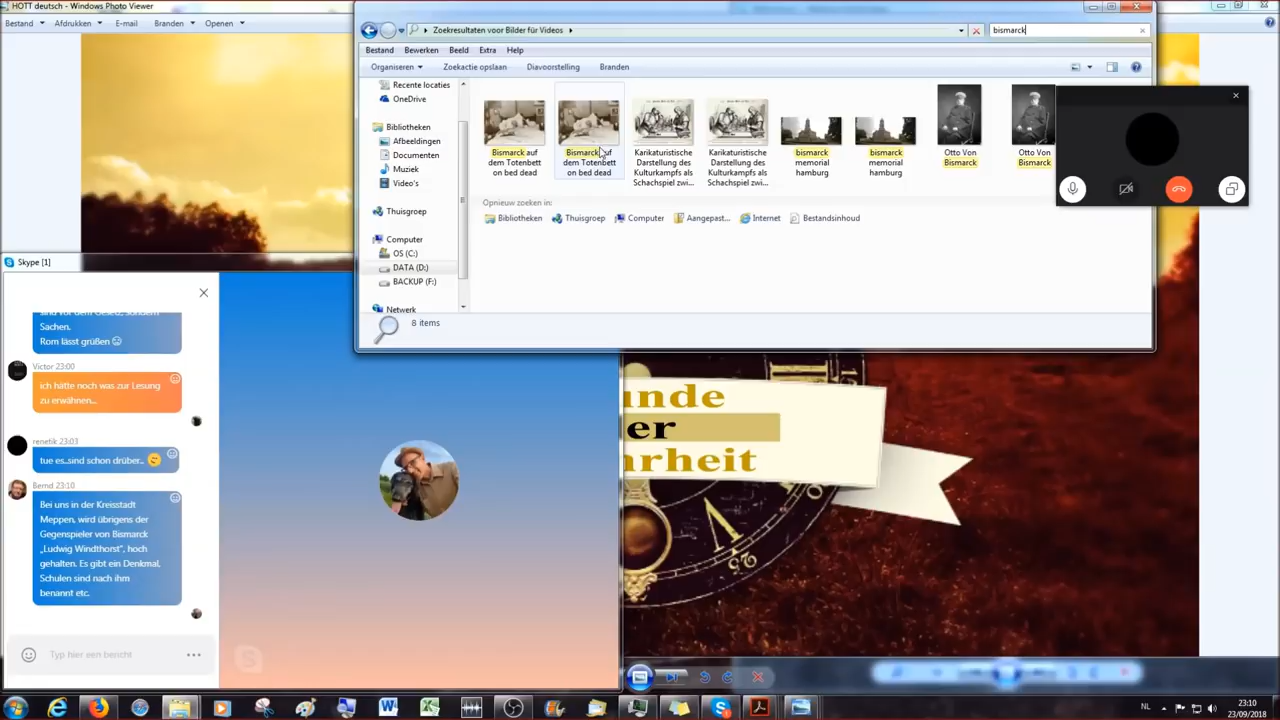 HOTT deutsch - Windows Photo Viewer
Bestand Afdrukken E-mail Branden Openen
Zoekresultaten voor Bilder für Videos
bismarck
Bestand Bewerken Beeld Extra Help
Organiseren Zoekactie opslaan Diavoorstelling Branden
Recente locaties
OneDrive
Bibliotheken
Afbeeldingen
Documenten
Muziek
Video's
Thuisgroep
Computer
OS (C:)
DATA (D:)
BACKUP (F:)
Netwerk
Bismarck auf
dem Totenbett
on bed dead
Bismarck auf
dem Totenbett
on bed dead
Karikaturistische
Darstellung des
Kulturkampfs als
Schachspiel zwi...
Karikaturistische
Darstellung des
Kulturkampfs als
Schachspiel zwi...
bismarck
memorial
hamburg
bismarck
memorial
hamburg
Otto Von
Bismarck
Otto Von
Bismarck
Opnieuw zoeken in:
Bibliotheken Thuisgroep Computer Aangepast... Internet Bestandsinhoud
8 items
Skype [1]
sind vor dem Gesetz, sondern
Sachen.
Rom lässt grüßen
Victor 23:00
ich hätte noch was zur Lesung
zu erwähnen...
renetik 23:03
tue es..sind schon drüber..
Bernd 23:10
Bei uns in der Kreisstadt
Meppen, wird übrigens der
Gegenspieler von Bismarck
„Ludwig Windthorst", hoch
gehalten. Es gibt ein Denkmal,
Schulen sind nach ihm
benannt etc.
Typ hier een bericht
unde
er
hrheit
V
NL
23:10
23/09/2018